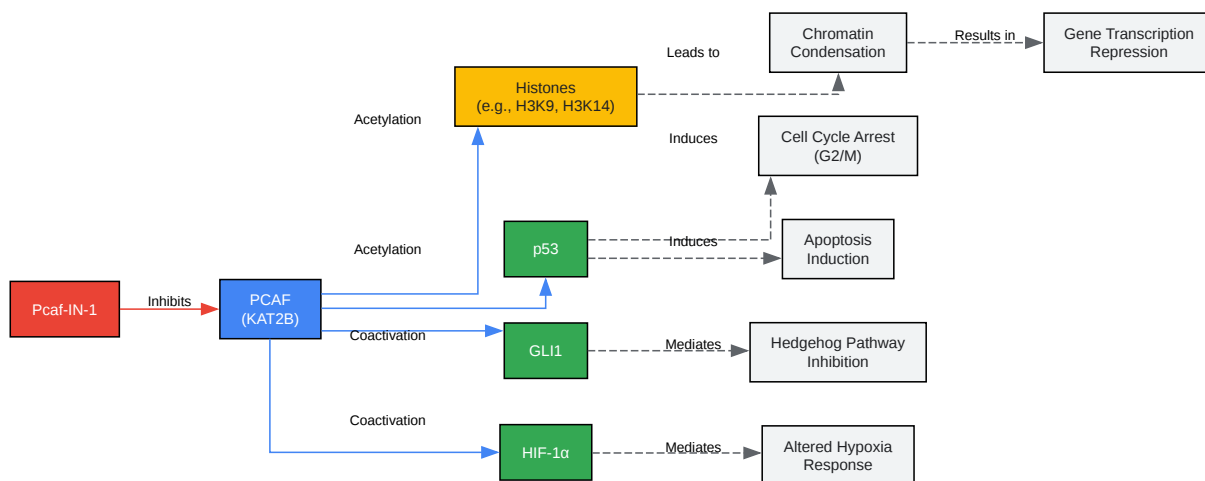 Chromatin
Condensation
Results in
Gene Transcription
Repression
Leads to
Histones
(e.g., H3K9, H3K14)
Acetylation
Induces
Cell Cycle Arrest
(G2/M)
Acetylation
p53
Induces
Apoptosis
Induction
Pcaf-IN-1
Inhibits
PCAF
(KAT2B)
Coactivation
GLI1
Mediates
Hedgehog Pathway
Inhibition
Coactivation
HIF-1α
Mediates
Altered Hypoxia
Response